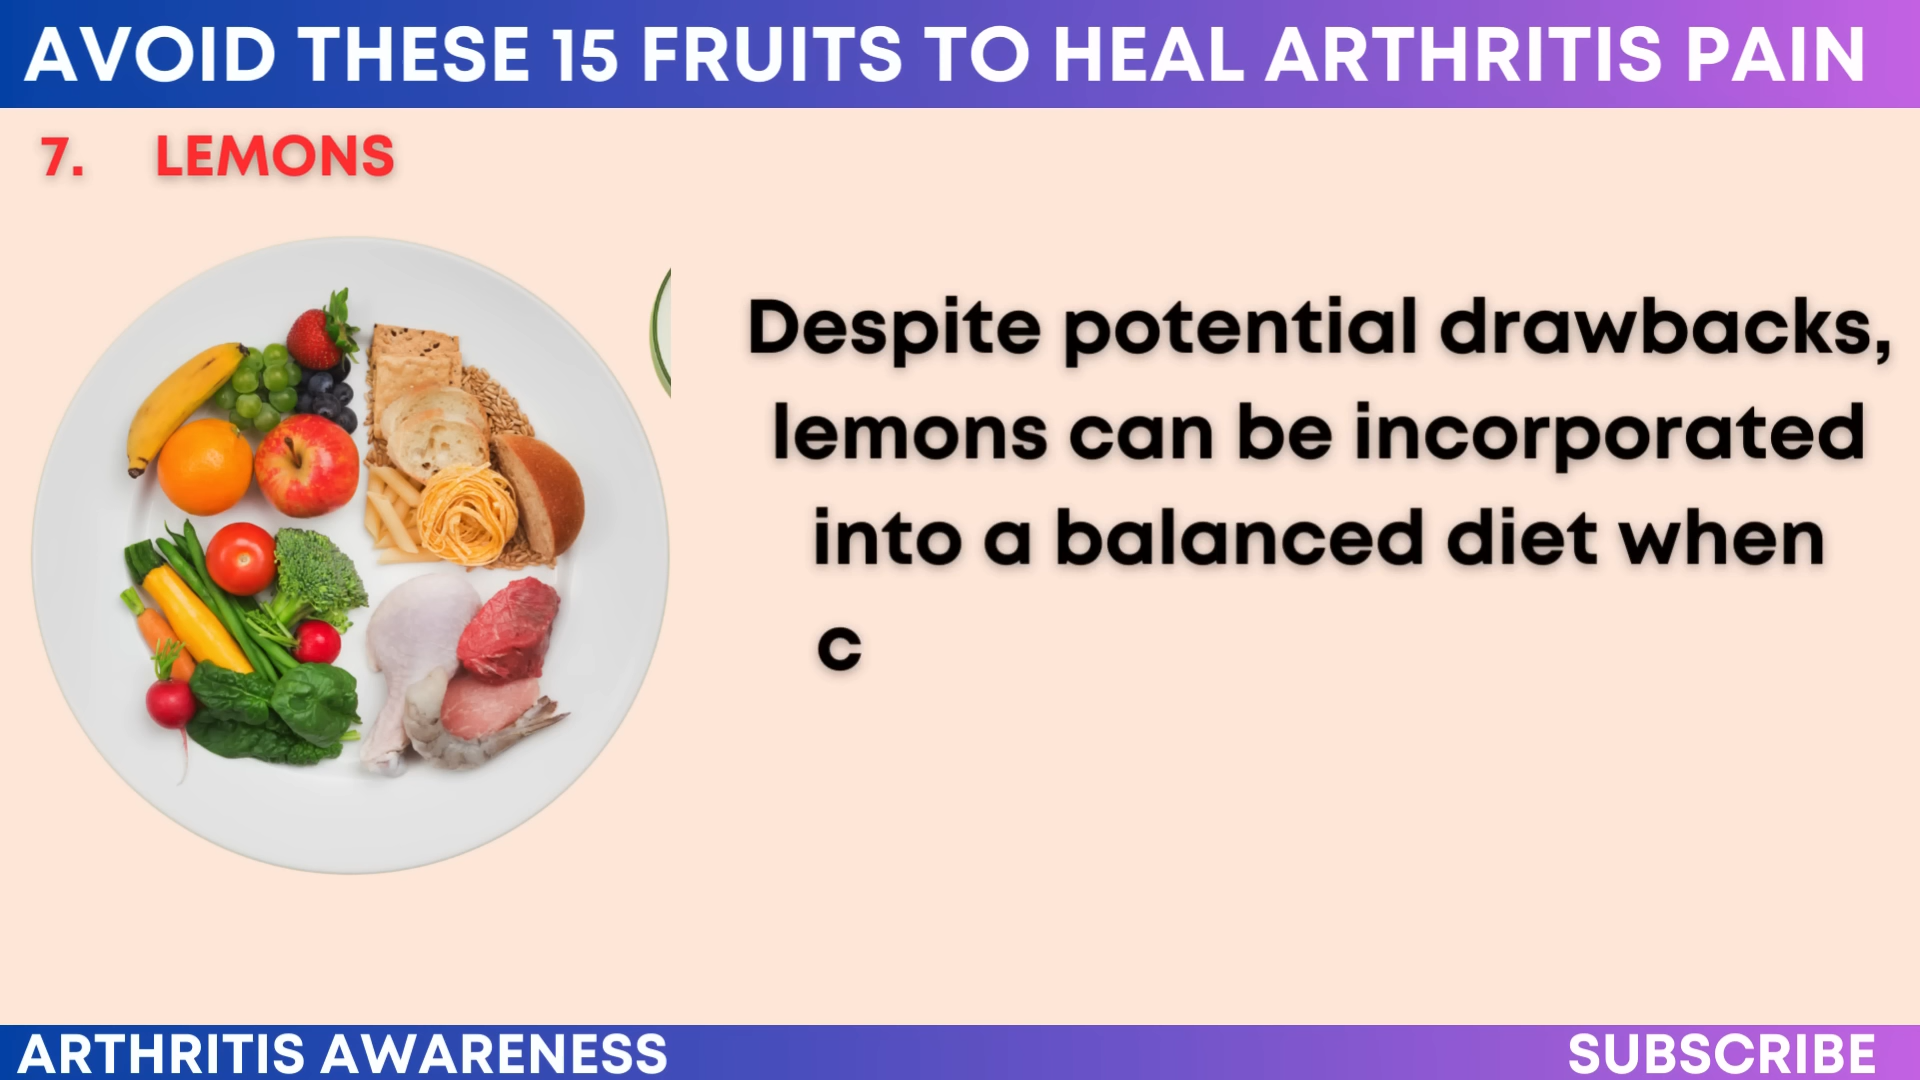 AVOID THESE 15 FRUITS TO HEAL ARTHRITIS PAIN
7. LEMONS
Despite potential drawbacks,
lemons can be incorporated
into a balanced diet when
c
ARTHRITIS AWARENESS
SUBSCRIBE